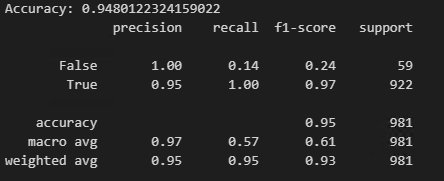 Accuracy: 0.9480122324159022
precision recall f1-score support
False 1.00 0.14 0.24 59
True 0.95 1.00 0.97 922
accuracy 0.95 981
macro avg 0.97 0.57 0.61 981
weighted avg 0.95 0.95 0.93 981